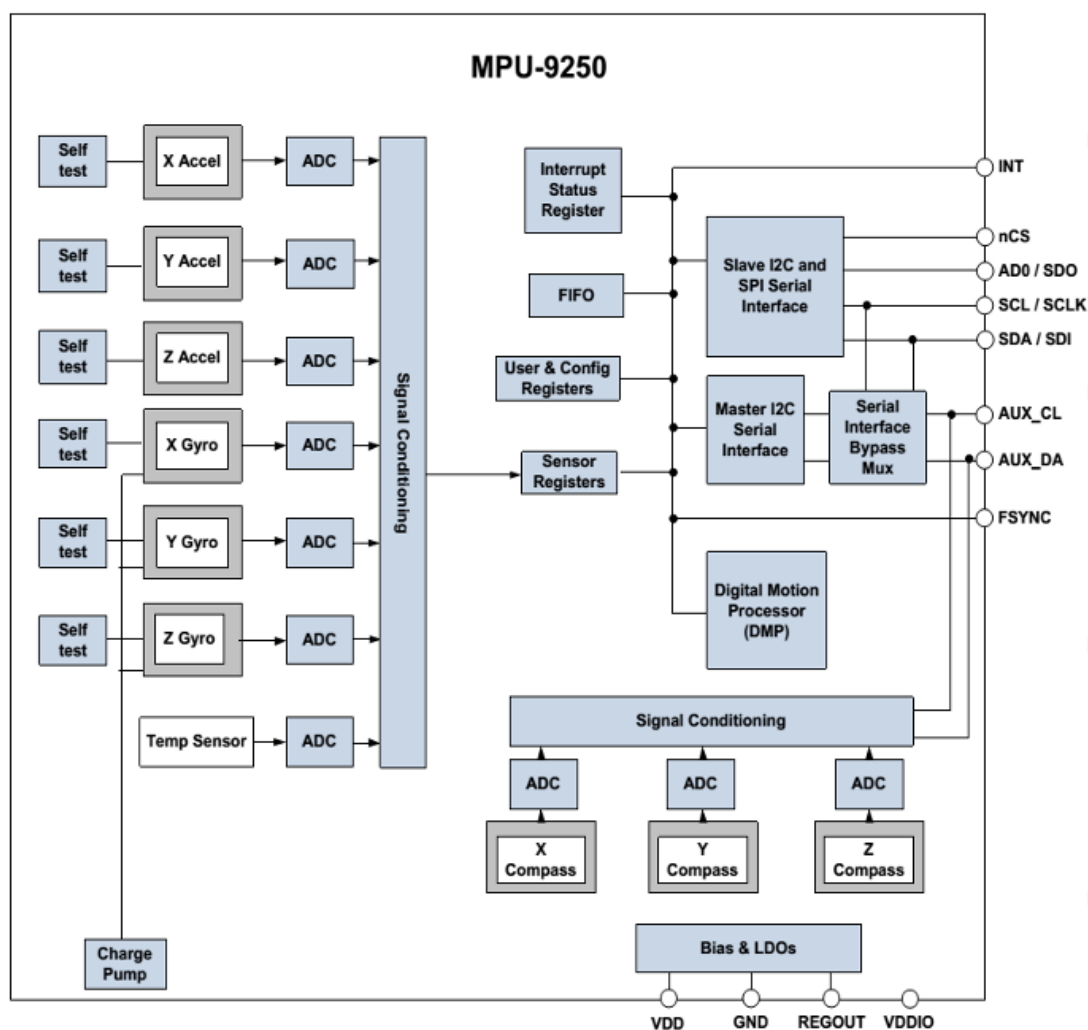 MPU-9250
Self
test
X Accel
ADC
Self
test
Y Accel
ADC
Self
test
Z Accel
ADC
Self
test
X Gyro
ADC
Self
test
Y Gyro
ADC
Self
test
Z Gyro
ADC
Temp Sensor
ADC
Signal Conditioning
Charge
Pump
Interrupt
Status
Register
FIFO
User & Config
Registers
Sensor
Registers
Slave I2C and
SPI Serial
Interface
Master I2C
Serial
Interface
Serial
Interface
Bypass
Mux
Digital Motion
Processor
(DMP)
INT
nCS
AD0 / SDO
SCL / SCLK
SDA / SDI
AUX_CL
AUX_DA
FSYNC
Signal Conditioning
ADC
ADC
ADC
X
Compass
Y
Compass
Z
Compass
Bias & LDOs
VDD
GND
REGOUT
VDDIO